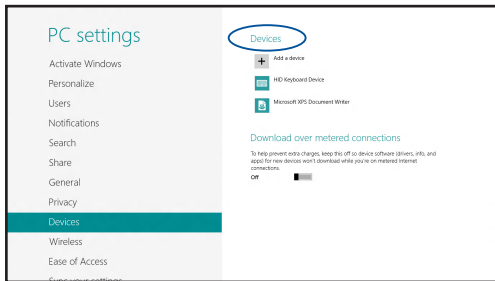 PC settings
Activate Windows
Personalize
Users
Notifications
Search
Share
General
Privacy
Devices
Wireless
Ease of Access
Sync your settings
Devices
Add a device
HID Keyboard Device
Microsoft XPS Document Writer
Download over metered connections
To help prevent extra charges, keep this off so device software (drivers, info, and
apps) for new devices won't download while you're on metered Internet
connections.
Off